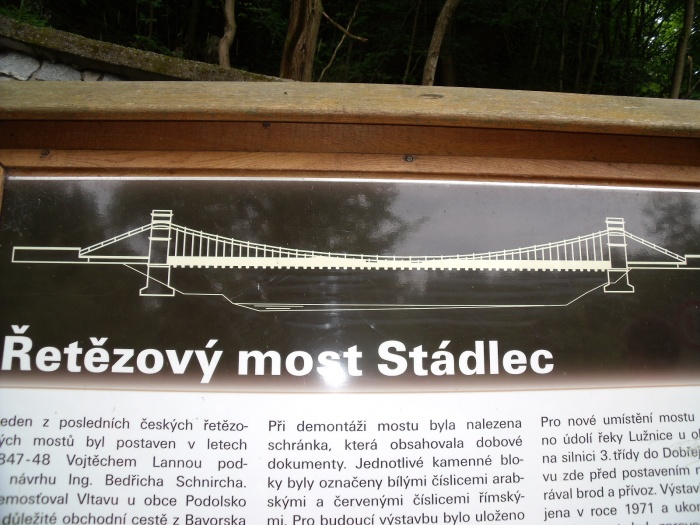 Řetězový most Stádlec
eden z posledních českých řetězo-
ých mostů byl postaven v letech
847-48 Vojtěchem Lannou pod-
návrhu Ing. Bedřicha Schnircha.
emosťoval Vltavu u obce Podolsko
důležité obchodní cestě z Bavorska
Při demontáži mostu byla nalezena
schránka, která obsahovala dobové
dokumenty. Jednotlivé kamenné blo-
ky byly označeny bílými číslicemi arab-
skými a červenými číslicemi římský-
mi. Pro budoucí výstavbu bylo uloženo
Pro nové umístění mostu
no údolí řeky Lužnice u o
na silnici 3. třídy do Dobřej
vu zde před postavením m
rával brod a přívoz. Výstav
jena v roce 1971 a uko